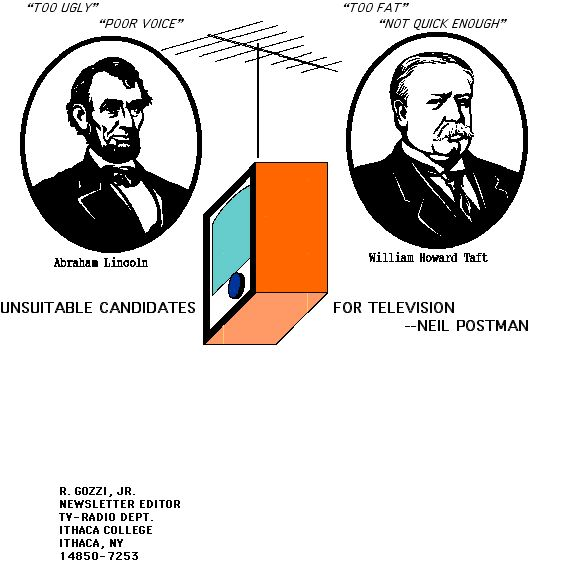 "TOO UGLY"
"POOR VOICE"
"TOO FAT"
"NOT QUICK ENOUGH"
Abraham Lincoln
William Howard Taft
UNSUITABLE CANDIDATES FOR TELEVISION
--NEIL POSTMAN
R. GOZZI, JR.
NEWSLETTER EDITOR
TV-RADIO DEPT.
ITHACA COLLEGE
ITHACA, NY
14850-7253